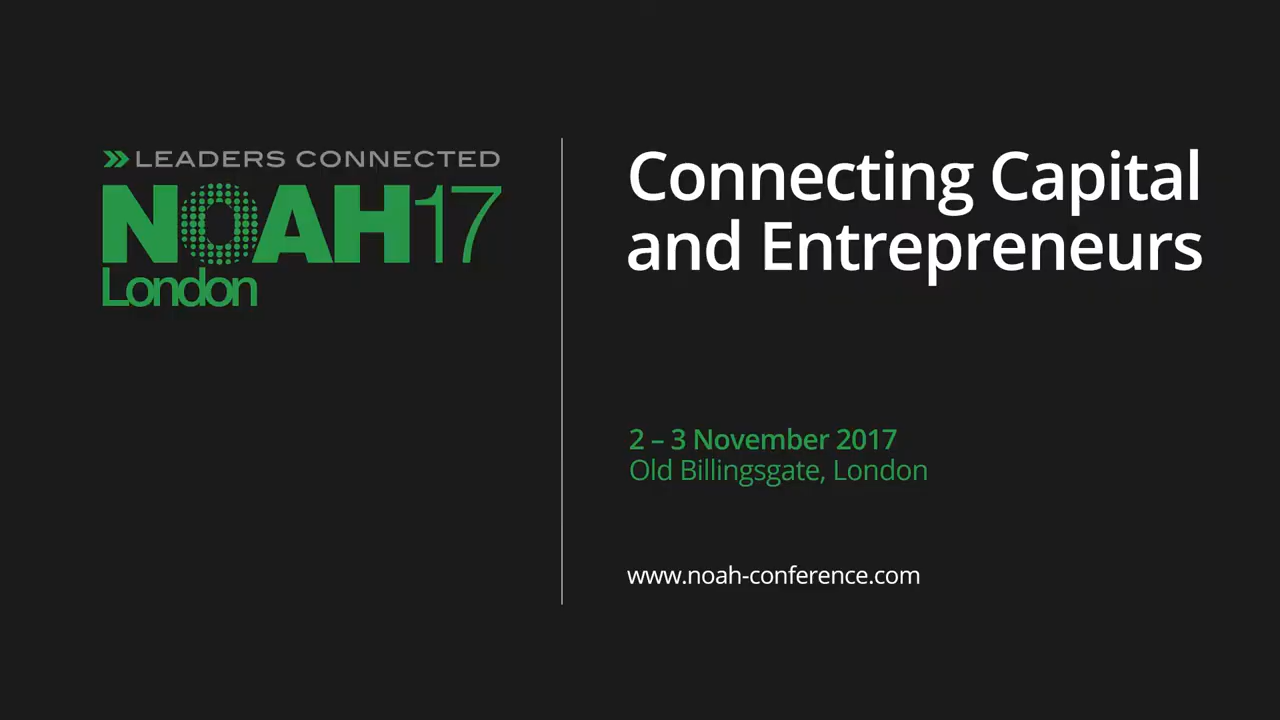 LEADERS CONNECTED
NOAH17
London
Connecting Capital
and Entrepreneurs
2 – 3 November 2017
Old Billingsgate, London
www.noah-conference.com